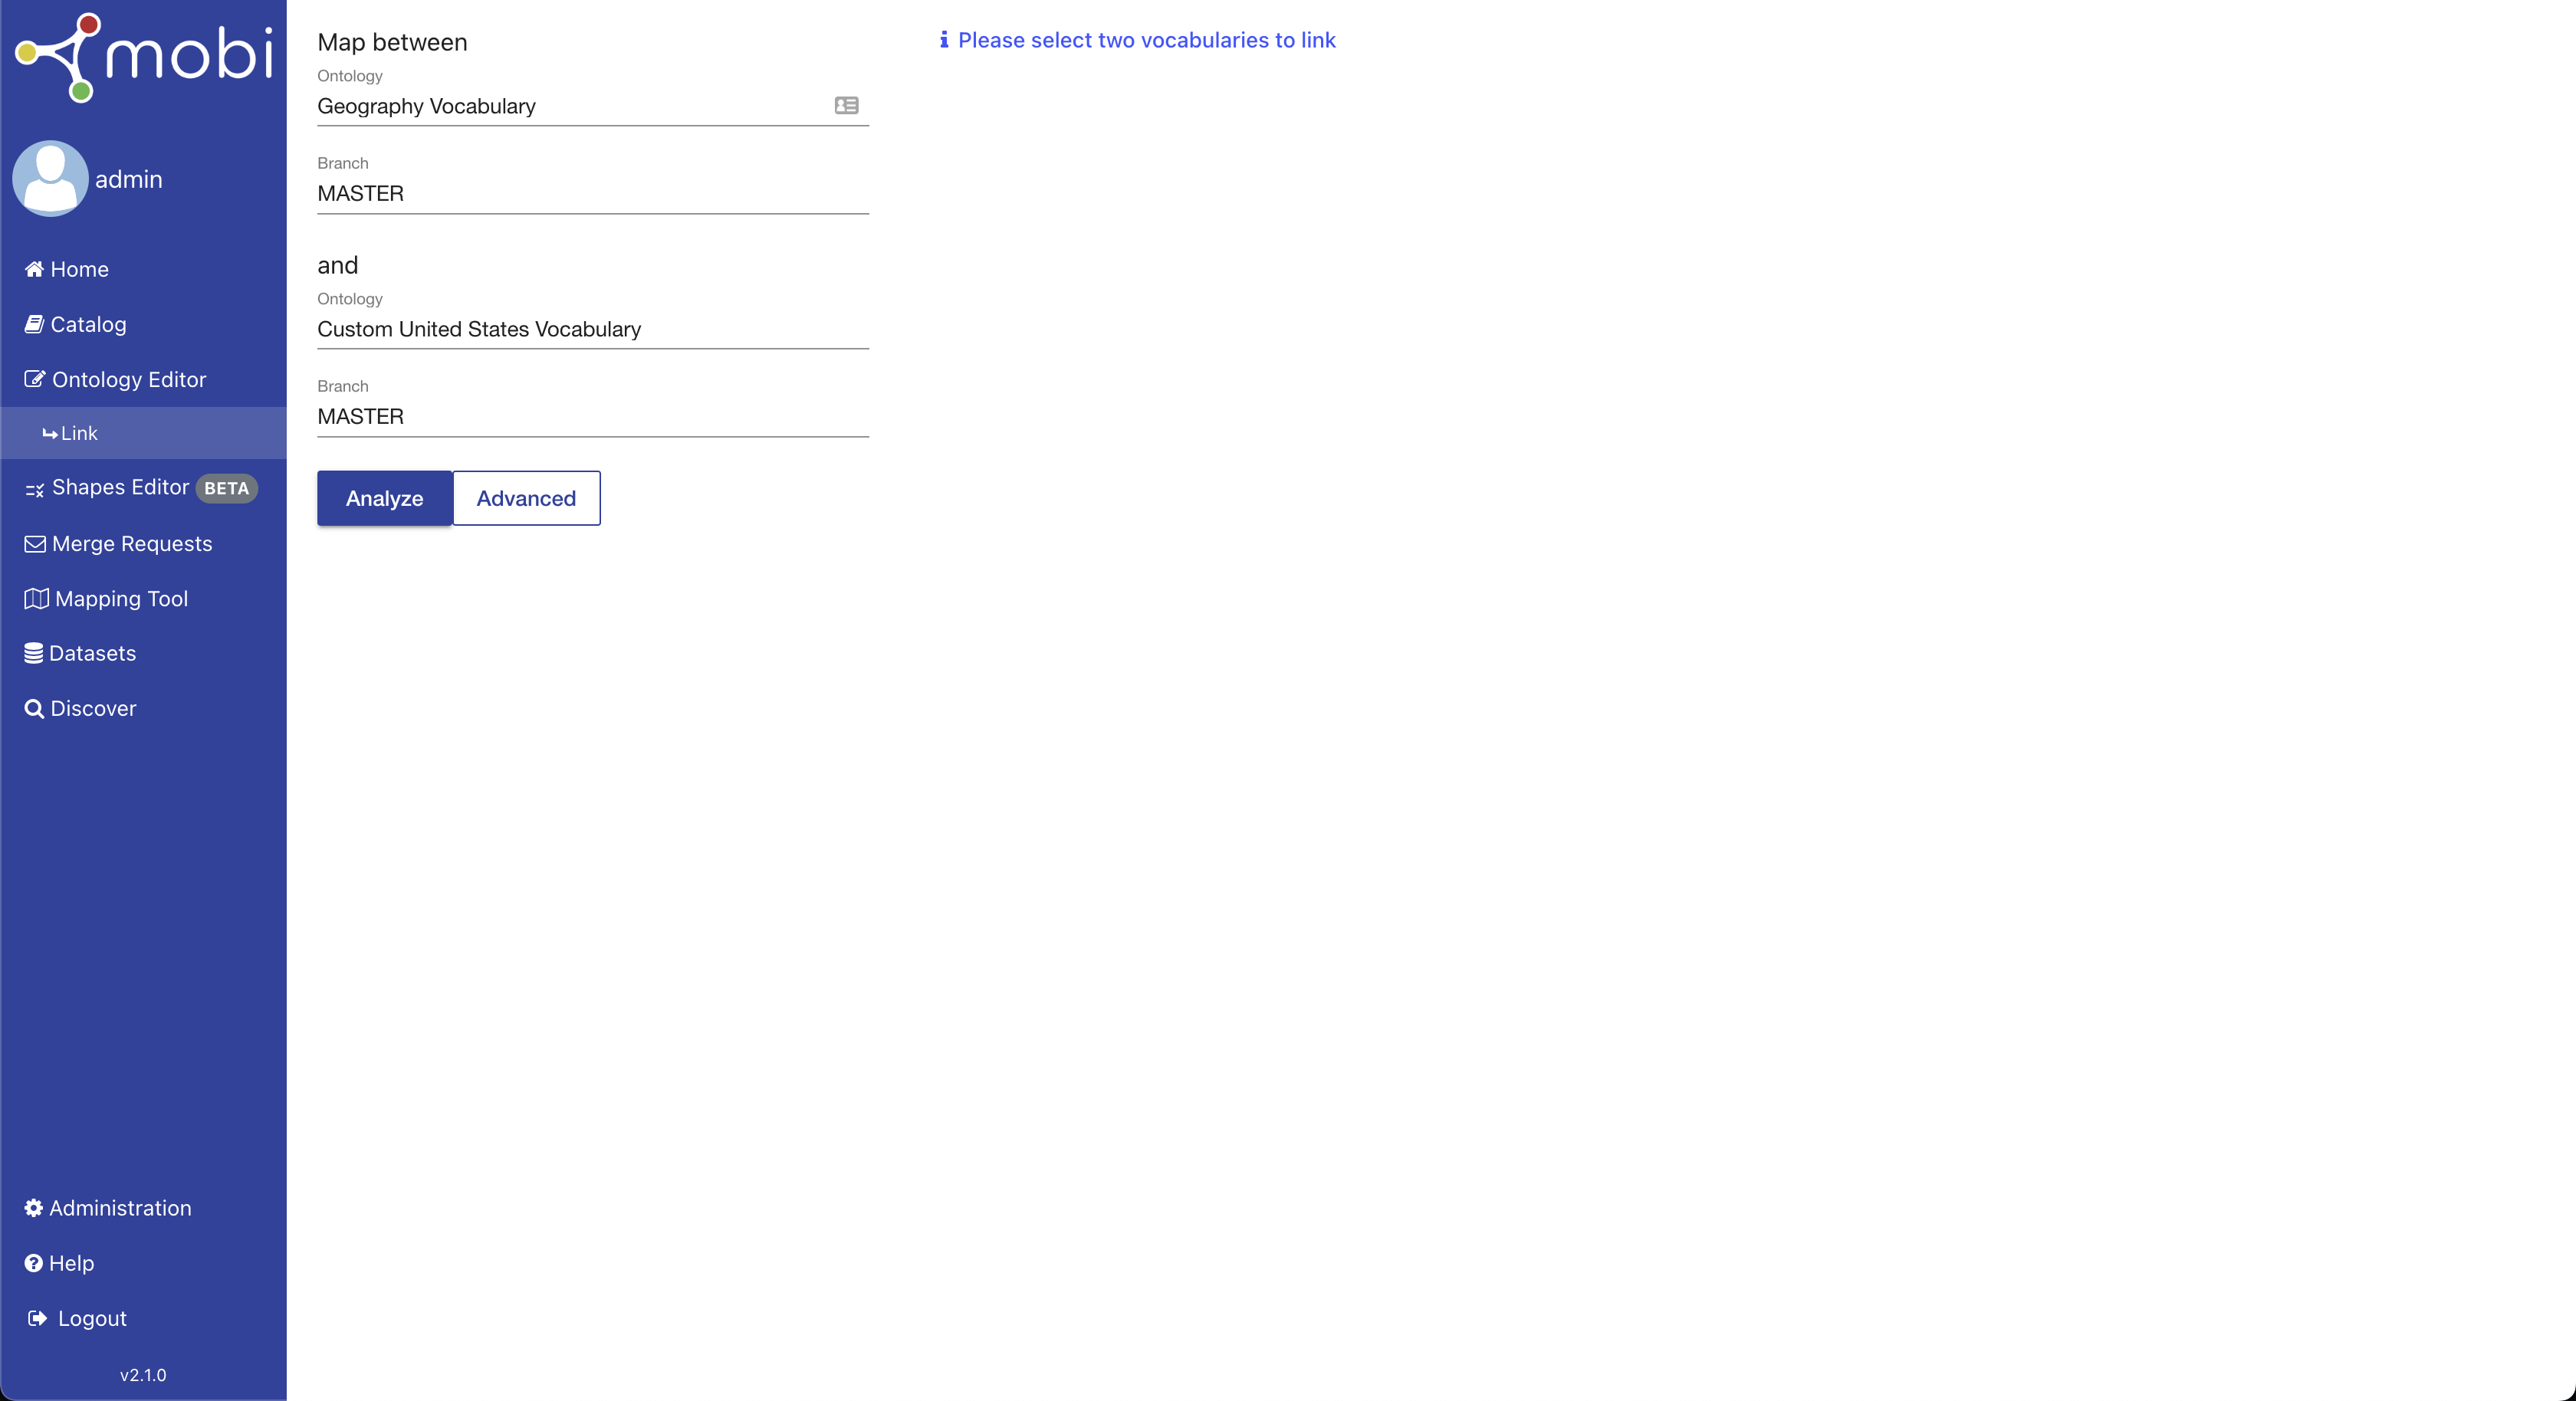 mobi
admin
Home
Catalog
Ontology Editor
Link
Shapes Editor BETA
Merge Requests
Mapping Tool
Datasets
Discover
Administration
Help
Logout
v2.1.0
Map between
Ontology
Geography Vocabulary
Branch
MASTER
and
Ontology
Custom United States Vocabulary
Branch
MASTER
Analyze Advanced
Please select two vocabularies to link